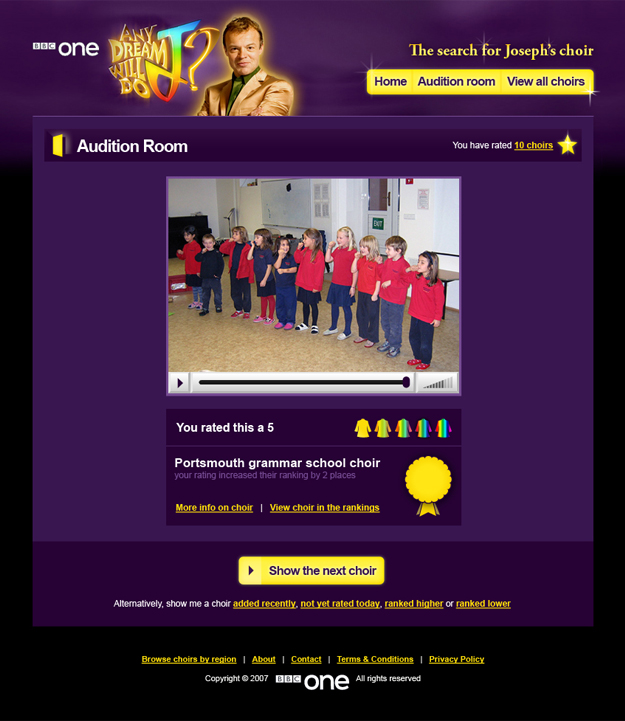 BBC one
ANY DREAM WILL DO J?
The search for Joseph's choir
Home Audition room View all choirs
Audition Room
You have rated 10 choirs
EXIT
You rated this a 5
Portsmouth grammar school choir
your rating increased their ranking by 2 places
More info on choir | View choir in the rankings
Show the next choir
Alternatively, show me a choir added recently, not yet rated today, ranked higher or ranked lower
Browse choirs by region | About | Contact | Terms & Conditions | Privacy Policy
Copyright © 2007 BBC one All rights reserved